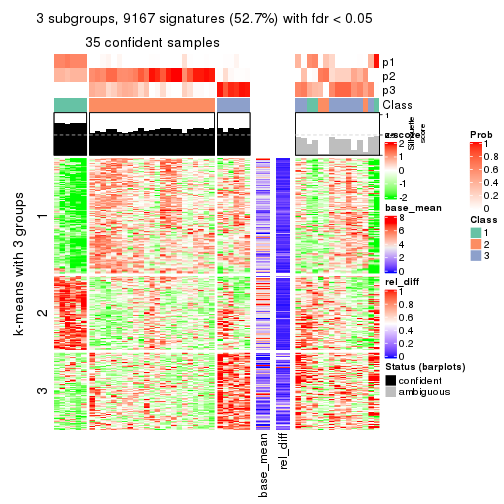 3 subgroups, 9167 signatures (52.7%) with fdr < 0.05
35 confident samples
p1
p2
p3
Class
1
Silhouette
score
k-means with 3 groups
1
2
3
base_mean
rel_diff
z-score
2
1
0
-1
-2
base_mean
8
6
4
2
0
rel_diff
1
0.8
0.6
0.4
0.2
0
Status (barplots)
confident
ambiguous
Prob
1
0.8
0.6
0.4
0.2
0
Class
1
2
3